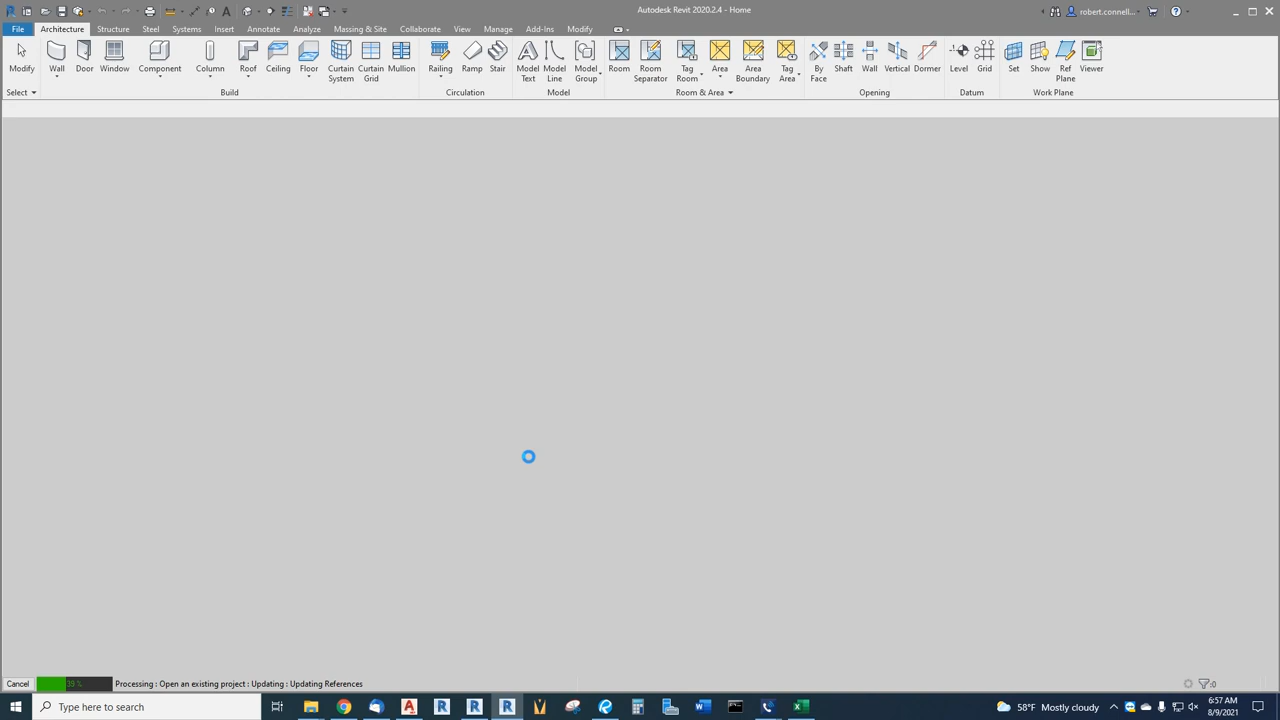 Autodesk Revit 2020.2.4 - Home
robert.connell...
File Architecture Structure Steel Systems Insert Annotate Analyze Massing & Site Collaborate View Manage Add-Ins Modify
Modify Wall Door Window Component Column Roof Ceiling Floor Curtain System Curtain Grid Mullion Railing Ramp Stair Model Text Model Line Model Group Room Room Separator Tag Room Area Area Boundary Tag Area By Face Shaft Wall Vertical Dormer Level Grid Set Show Ref Plane Viewer
Select Build Circulation Model Room & Area Opening Datum Work Plane
Cancel Processing : Open an existing project : Updating : Updating References :0
Type here to search 58°F Mostly cloudy 6:57 AM
8/9/2021